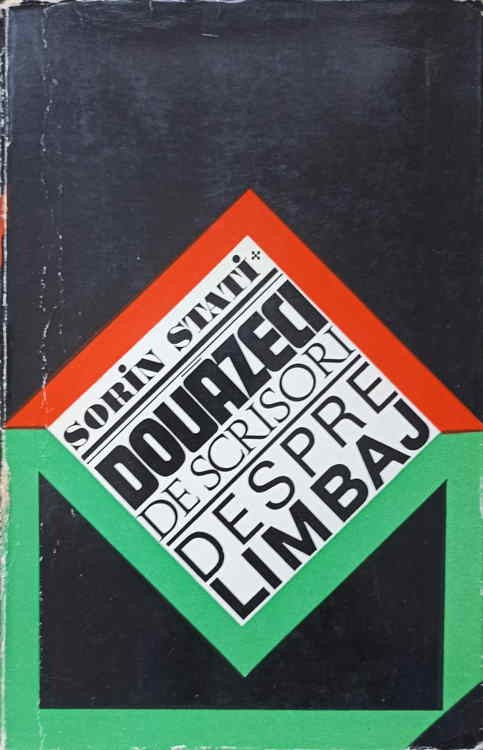 SORIN STATI
DOUĂZECI
DE SCRISORI
DESPRE
LIMBAJ